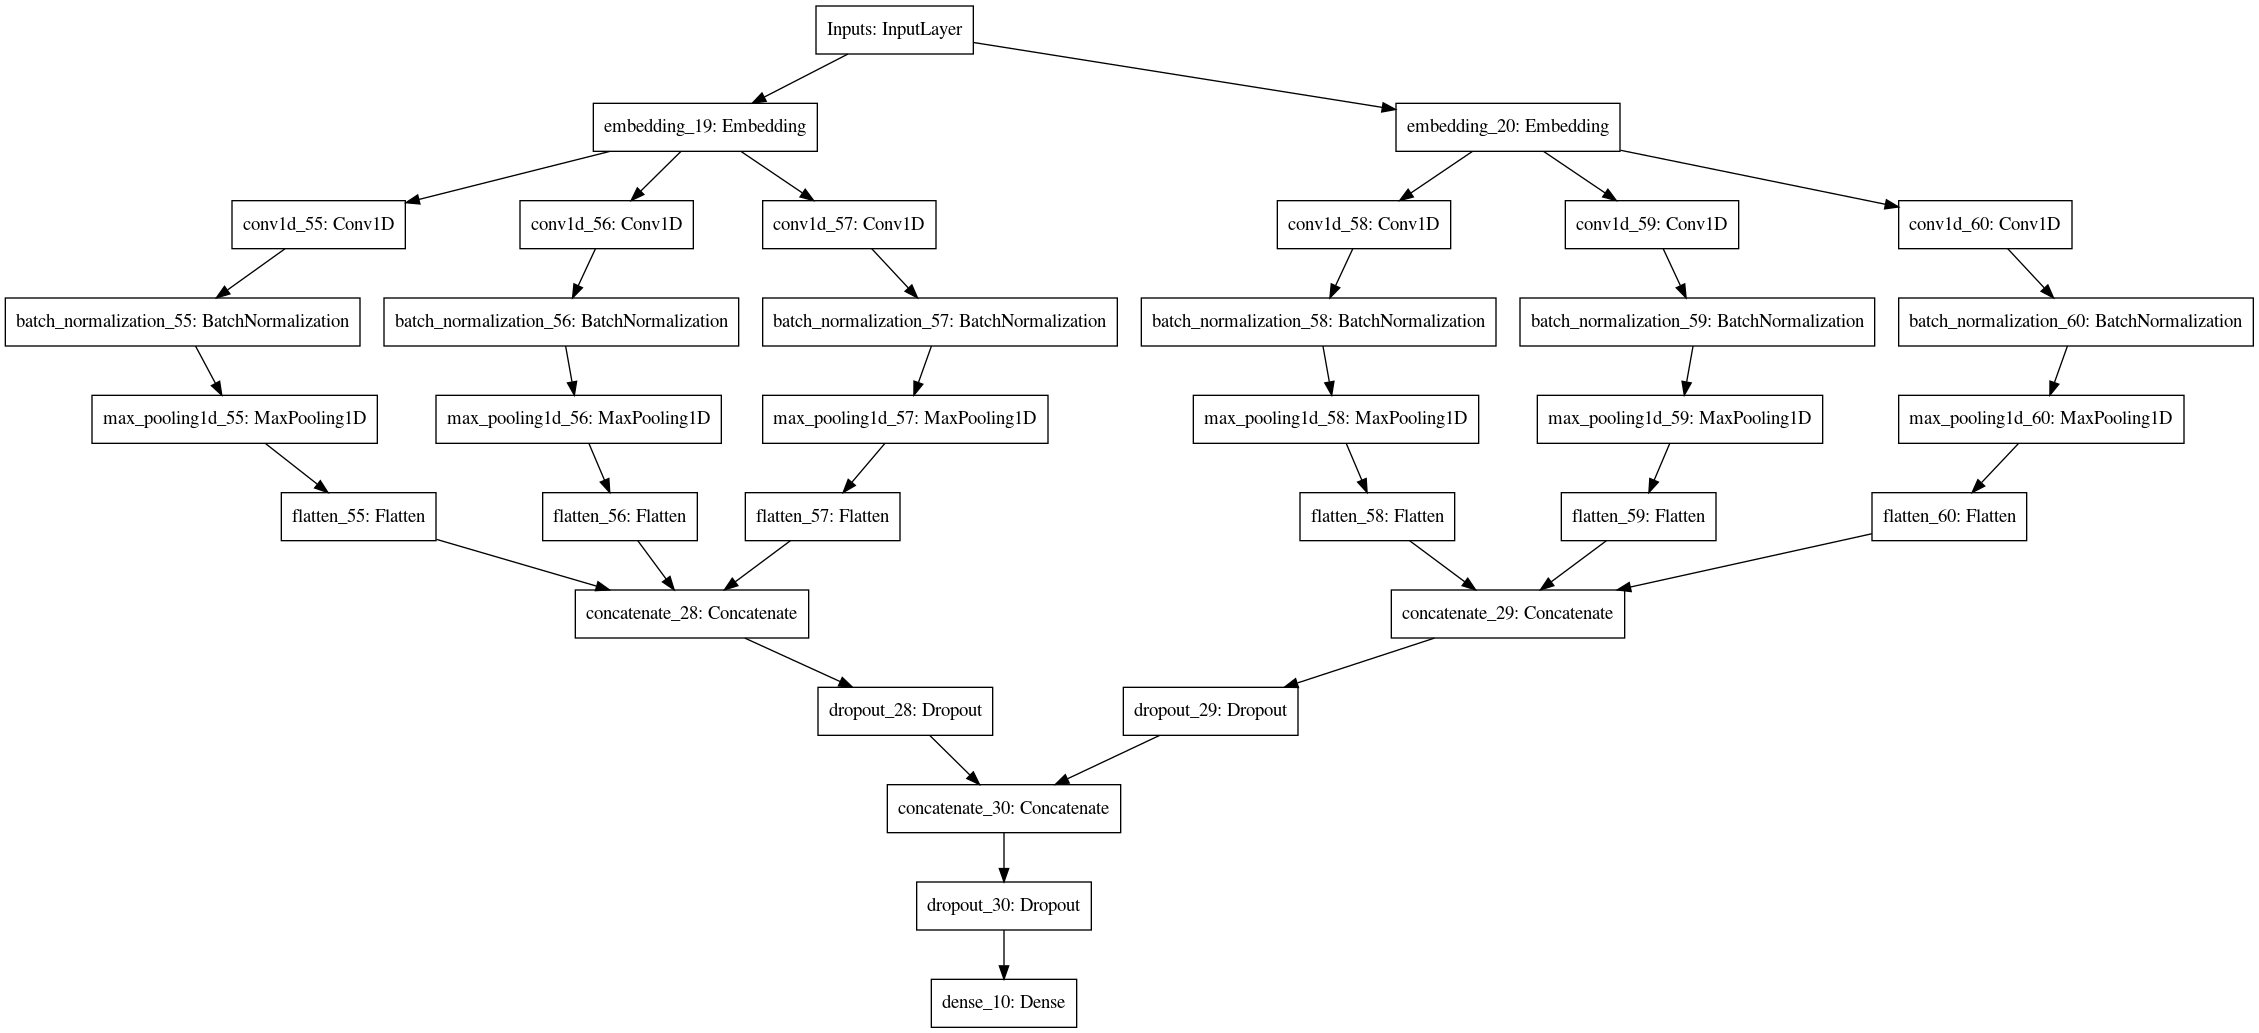 Inputs: InputLayer
embedding_19: Embedding
embedding_20: Embedding
conv1d_55: Conv1D
conv1d_56: Conv1D
conv1d_57: Conv1D
conv1d_58: Conv1D
conv1d_59: Conv1D
conv1d_60: Conv1D
batch_normalization_55: BatchNormalization
batch_normalization_56: BatchNormalization
batch_normalization_57: BatchNormalization
batch_normalization_58: BatchNormalization
batch_normalization_59: BatchNormalization
batch_normalization_60: BatchNormalization
max_pooling1d_55: MaxPooling1D
max_pooling1d_56: MaxPooling1D
max_pooling1d_57: MaxPooling1D
max_pooling1d_58: MaxPooling1D
max_pooling1d_59: MaxPooling1D
max_pooling1d_60: MaxPooling1D
flatten_55: Flatten
flatten_56: Flatten
flatten_57: Flatten
flatten_58: Flatten
flatten_59: Flatten
flatten_60: Flatten
concatenate_28: Concatenate
concatenate_29: Concatenate
dropout_28: Dropout
dropout_29: Dropout
concatenate_30: Concatenate
dropout_30: Dropout
dense_10: Dense